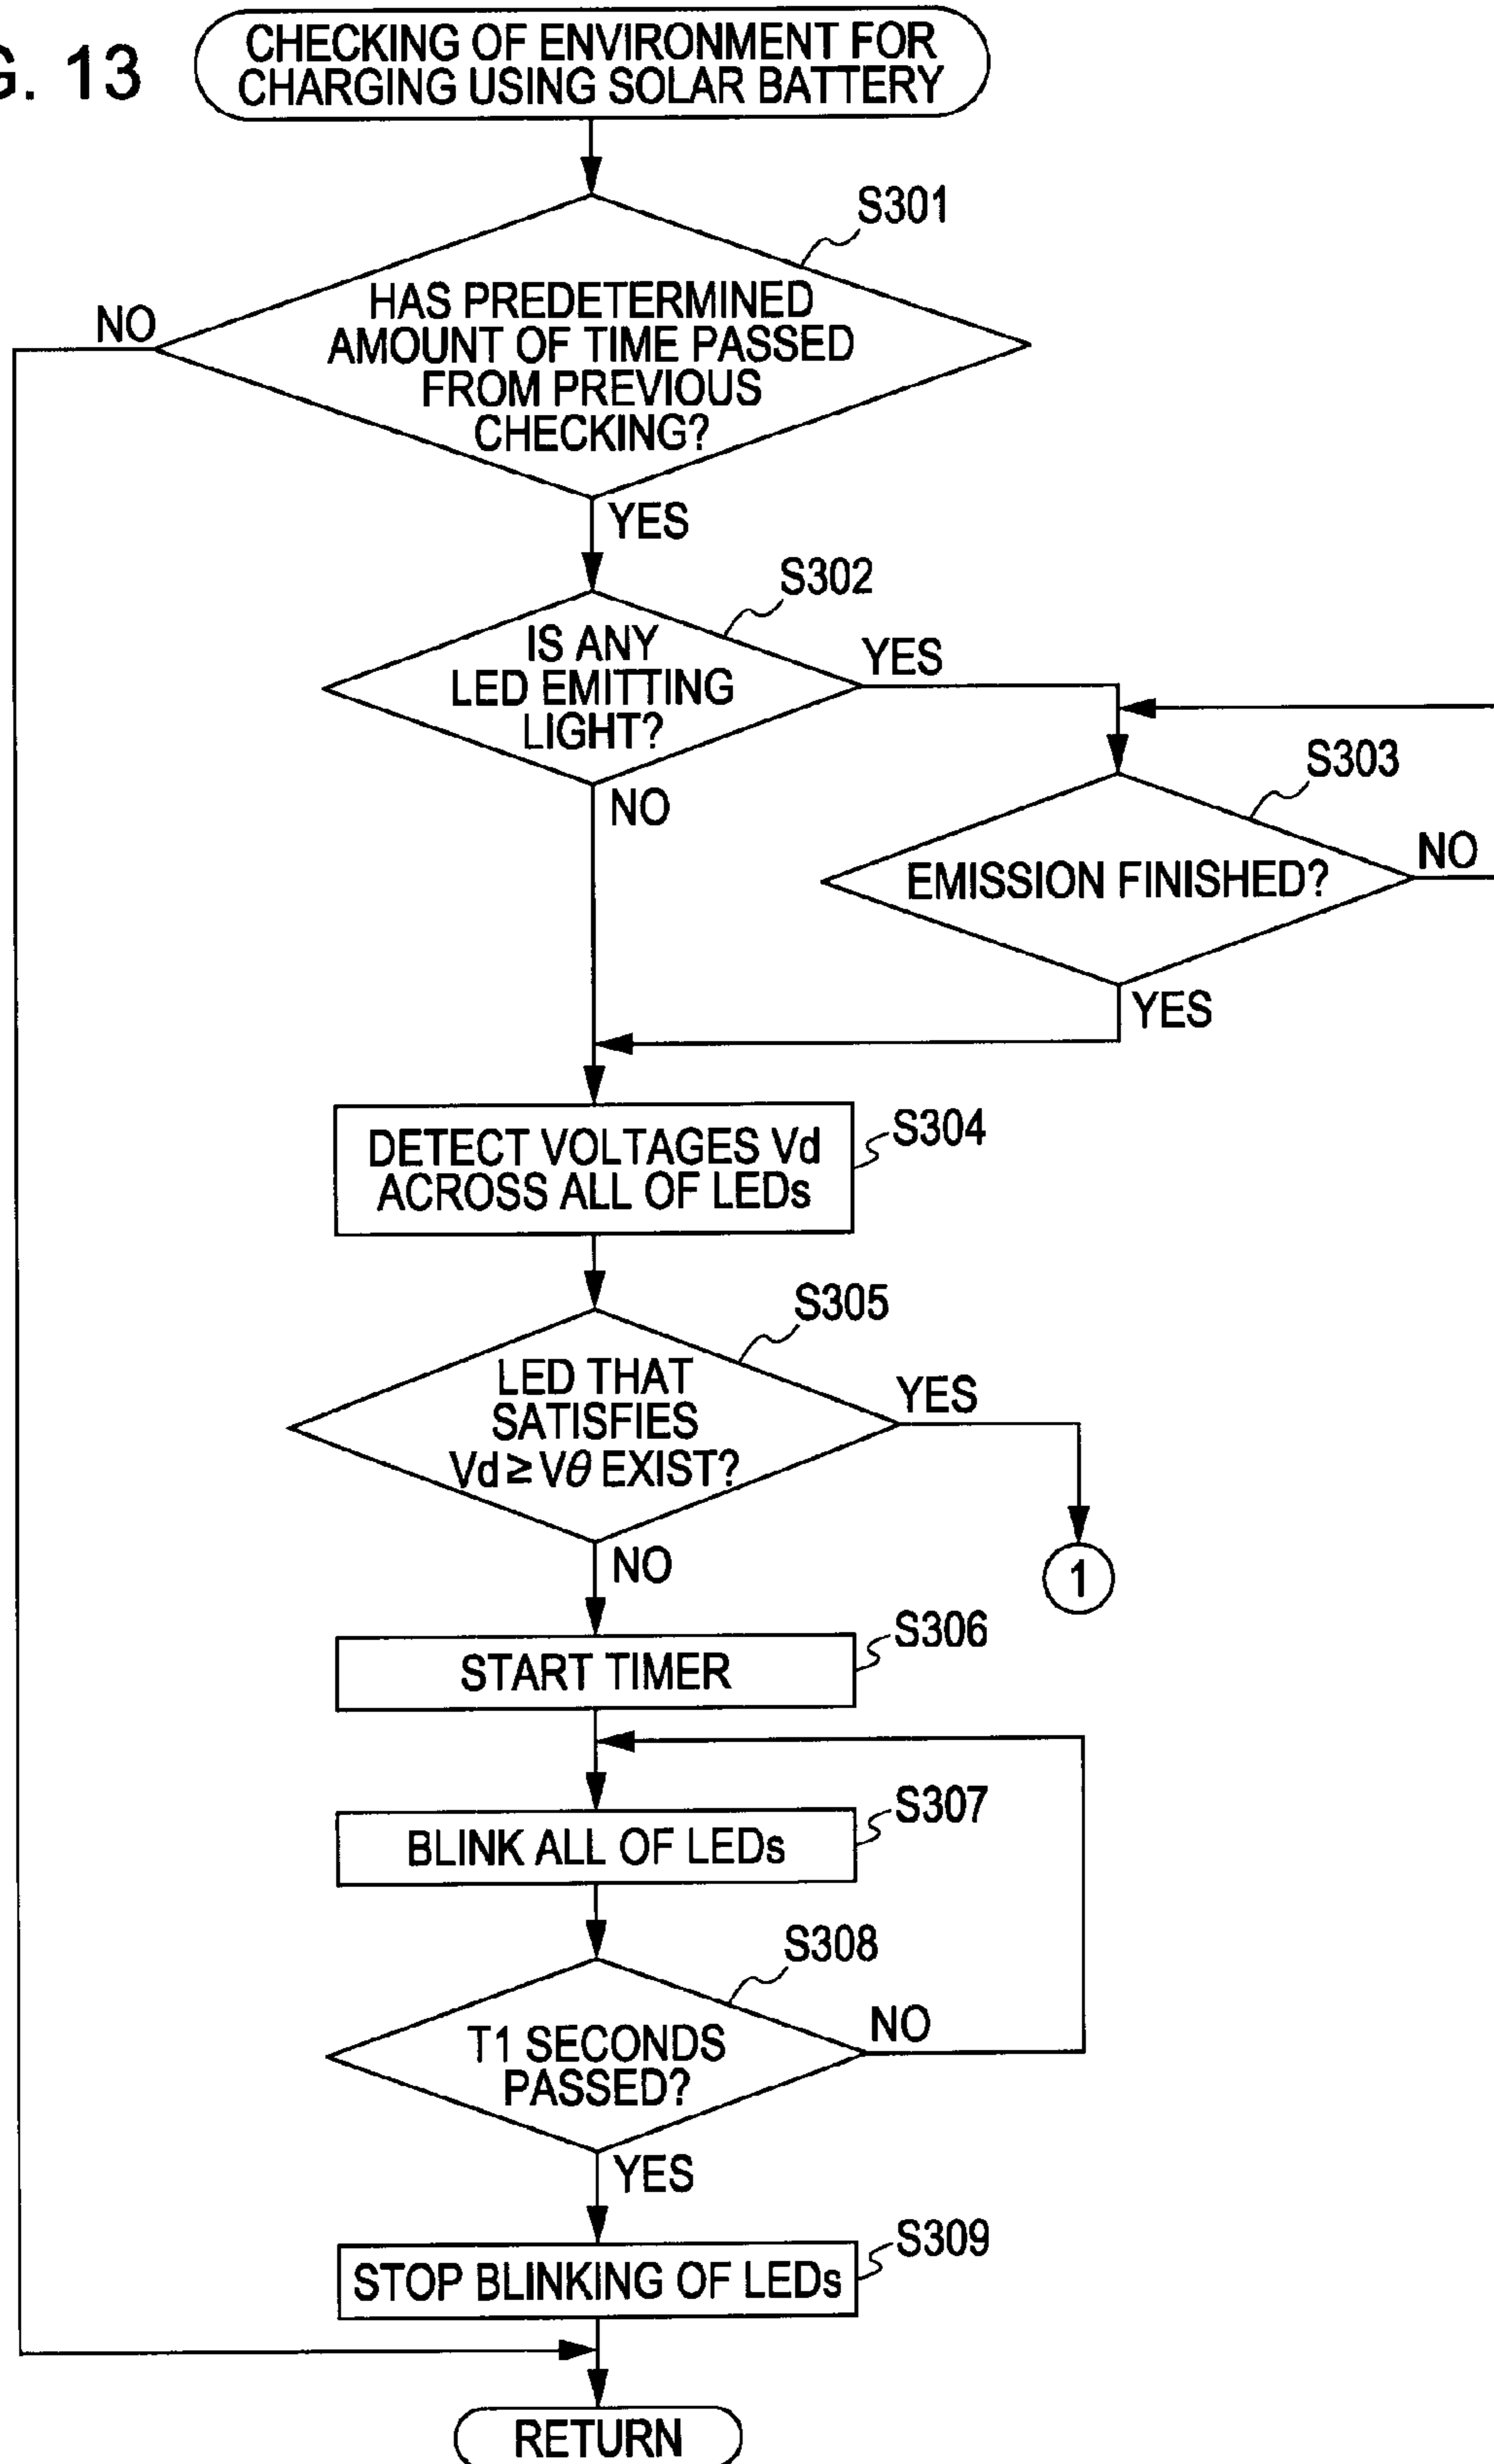 G. 13
CHECKING OF ENVIRONMENT FOR
CHARGING USING SOLAR BATTERY
S301
HAS PREDETERMINED
AMOUNT OF TIME PASSED
FROM PREVIOUS
CHECKING?
NO
YES
S302
IS ANY
LED EMITTING
LIGHT?
YES
NO
S303
EMISSION FINISHED?
NO
YES
S304
DETECT VOLTAGES Vd
ACROSS ALL OF LEDs
S305
LED THAT
SATISFIES
Vd ≥ Vθ EXIST?
YES
1
NO
S306
START TIMER
S307
BLINK ALL OF LEDs
S308
T1 SECONDS
PASSED?
NO
YES
S309
STOP BLINKING OF LEDs
RETURN